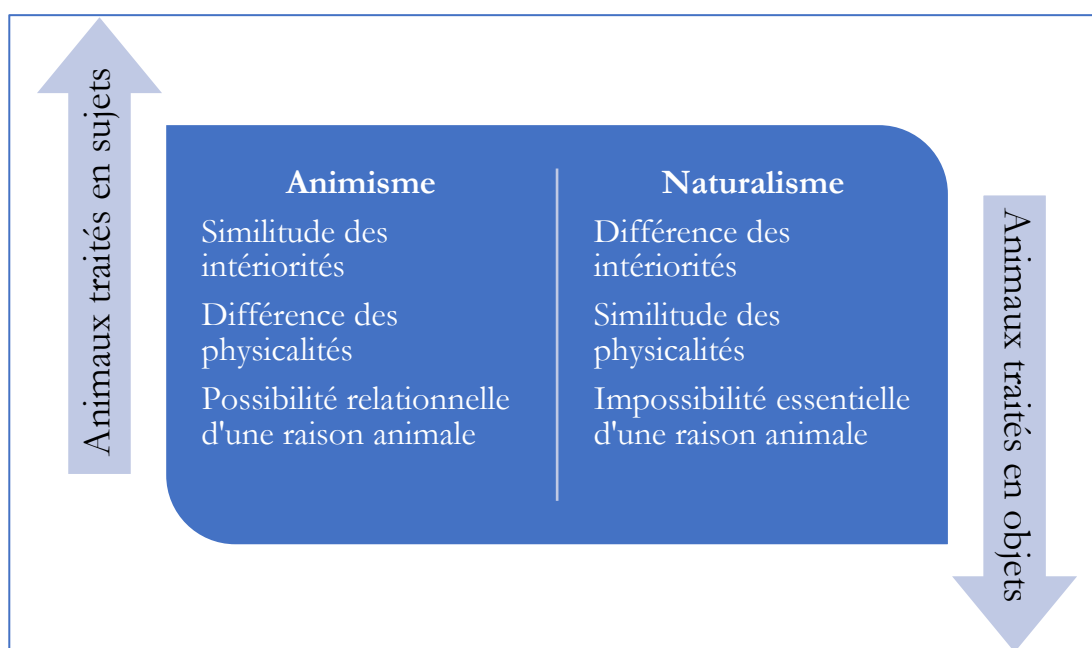 Animaux traités en sujets
Animisme
Similitude des
intériorités
Différence des
physicalités
Possibilité relationnelle
d'une raison animale
Naturalisme
Différence des
intériorités
Similitude des
physicalités
Impossibilité essentielle
d'une raison animale
Animaux traités en objets